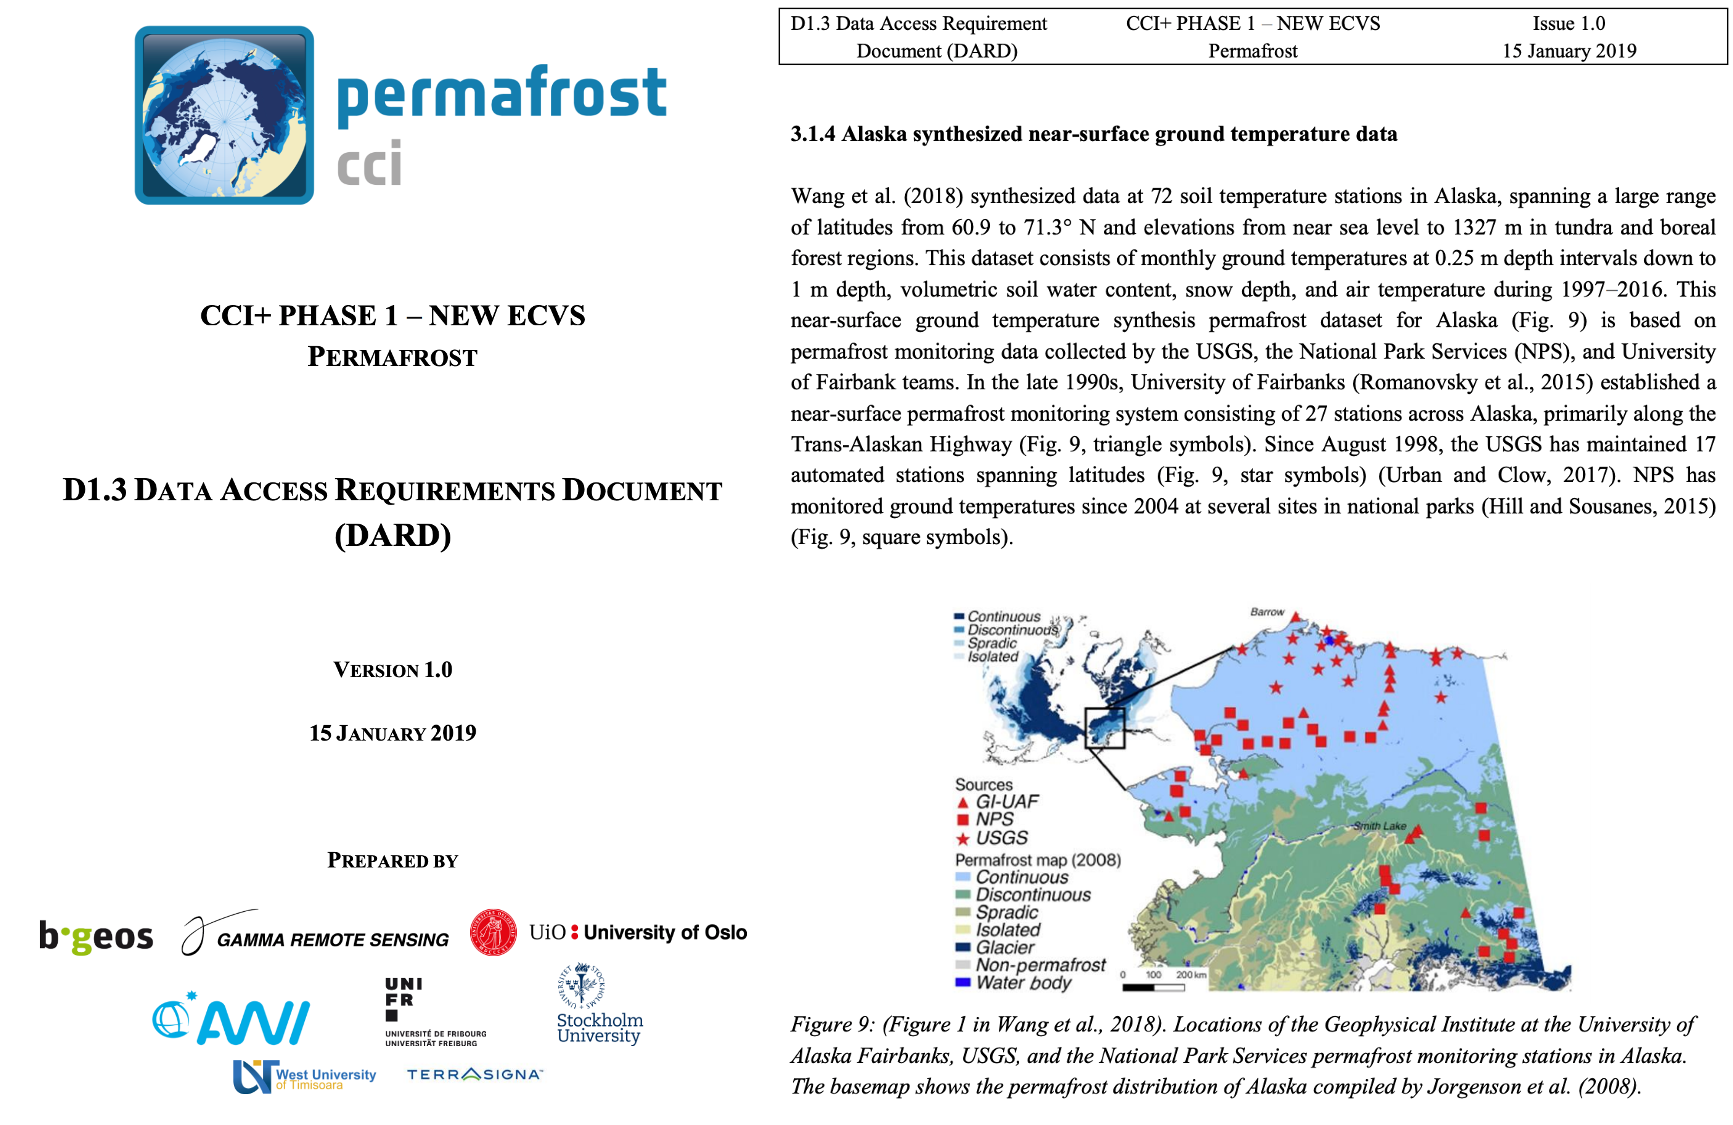 permafrost
cci
CCI+ PHASE 1 – NEW ECVS
PERMAFROST
D1.3 DATA ACCESS REQUIREMENTS DOCUMENT
(DARD)
VERSION 1.0
15 JANUARY 2019
PREPARED BY
b·geos
GAMMA REMOTE SENSING
UiO : University of Oslo
AWI
UNI
FR
UNIVERSITÉ DE FRIBOURG
UNIVERSITÄT FREIBURG
Stockholm
University
West University
of Timisoara
TERRASIGNA™
D1.3 Data Access Requirement
Document (DARD)
CCI+ PHASE 1 – NEW ECVS
Permafrost
Issue 1.0
15 January 2019
3.1.4 Alaska synthesized near-surface ground temperature data
Wang et al. (2018) synthesized data at 72 soil temperature stations in Alaska, spanning a large range
of latitudes from 60.9 to 71.3° N and elevations from near sea level to 1327 m in tundra and boreal
forest regions. This dataset consists of monthly ground temperatures at 0.25 m depth intervals down to
1 m depth, volumetric soil water content, snow depth, and air temperature during 1997–2016. This
near-surface ground temperature synthesis permafrost dataset for Alaska (Fig. 9) is based on
permafrost monitoring data collected by the USGS, the National Park Services (NPS), and University
of Fairbank teams. In the late 1990s, University of Fairbanks (Romanovsky et al., 2015) established a
near-surface permafrost monitoring system consisting of 27 stations across Alaska, primarily along the
Trans-Alaskan Highway (Fig. 9, triangle symbols). Since August 1998, the USGS has maintained 17
automated stations spanning latitudes (Fig. 9, star symbols) (Urban and Clow, 2017). NPS has
monitored ground temperatures since 2004 at several sites in national parks (Hill and Sousanes, 2015)
(Fig. 9, square symbols).
Continuous
Discontinuous
Spradic
Isolated
Barrow
Smith Lake
Sources
GI-UAF
NPS
USGS
Permafrost map (2008)
Continuous
Discontinuous
Spradic
Isolated
Glacier
Non-permafrost
Water body
0 100 200 km
Figure 9: (Figure 1 in Wang et al., 2018). Locations of the Geophysical Institute at the University of
Alaska Fairbanks, USGS, and the National Park Services permafrost monitoring stations in Alaska.
The basemap shows the permafrost distribution of Alaska compiled by Jorgenson et al. (2008).